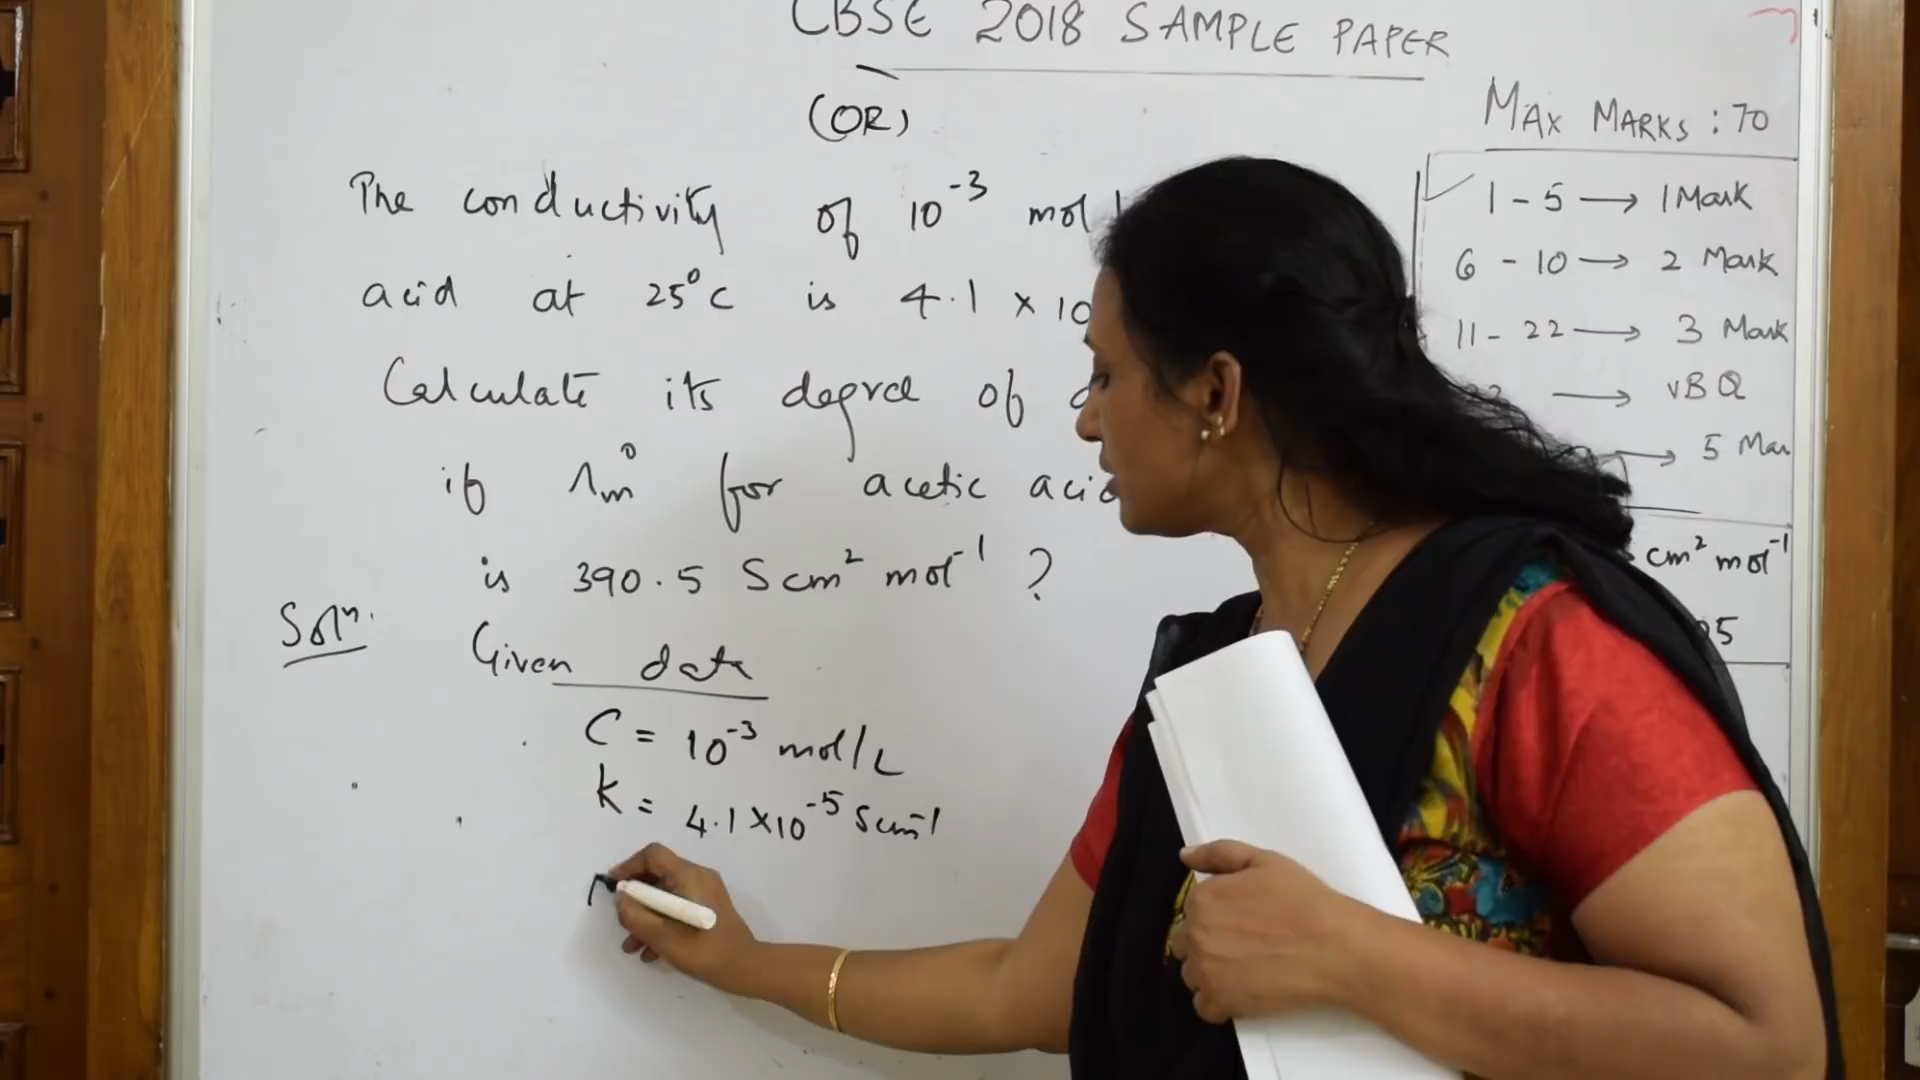 CBSE 2018 SAMPLE PAPER
(OR)
The conductivity of 10⁻³ mol
acid at 25°C is 4.1 × 10
Calculate its degree of
if Λm° for acetic acid
is 390.5 S cm² mol⁻¹ ?
Soln.
Given data
C = 10⁻³ mol/L
K = 4.1 × 10⁻⁵ S cm⁻¹
MAX MARKS : 70
1 - 5 → 1 Mark
6 - 10 → 2 Mark
11 - 22 → 3 Mark
→ VBQ
→ 5 Mar
cm² mol⁻¹